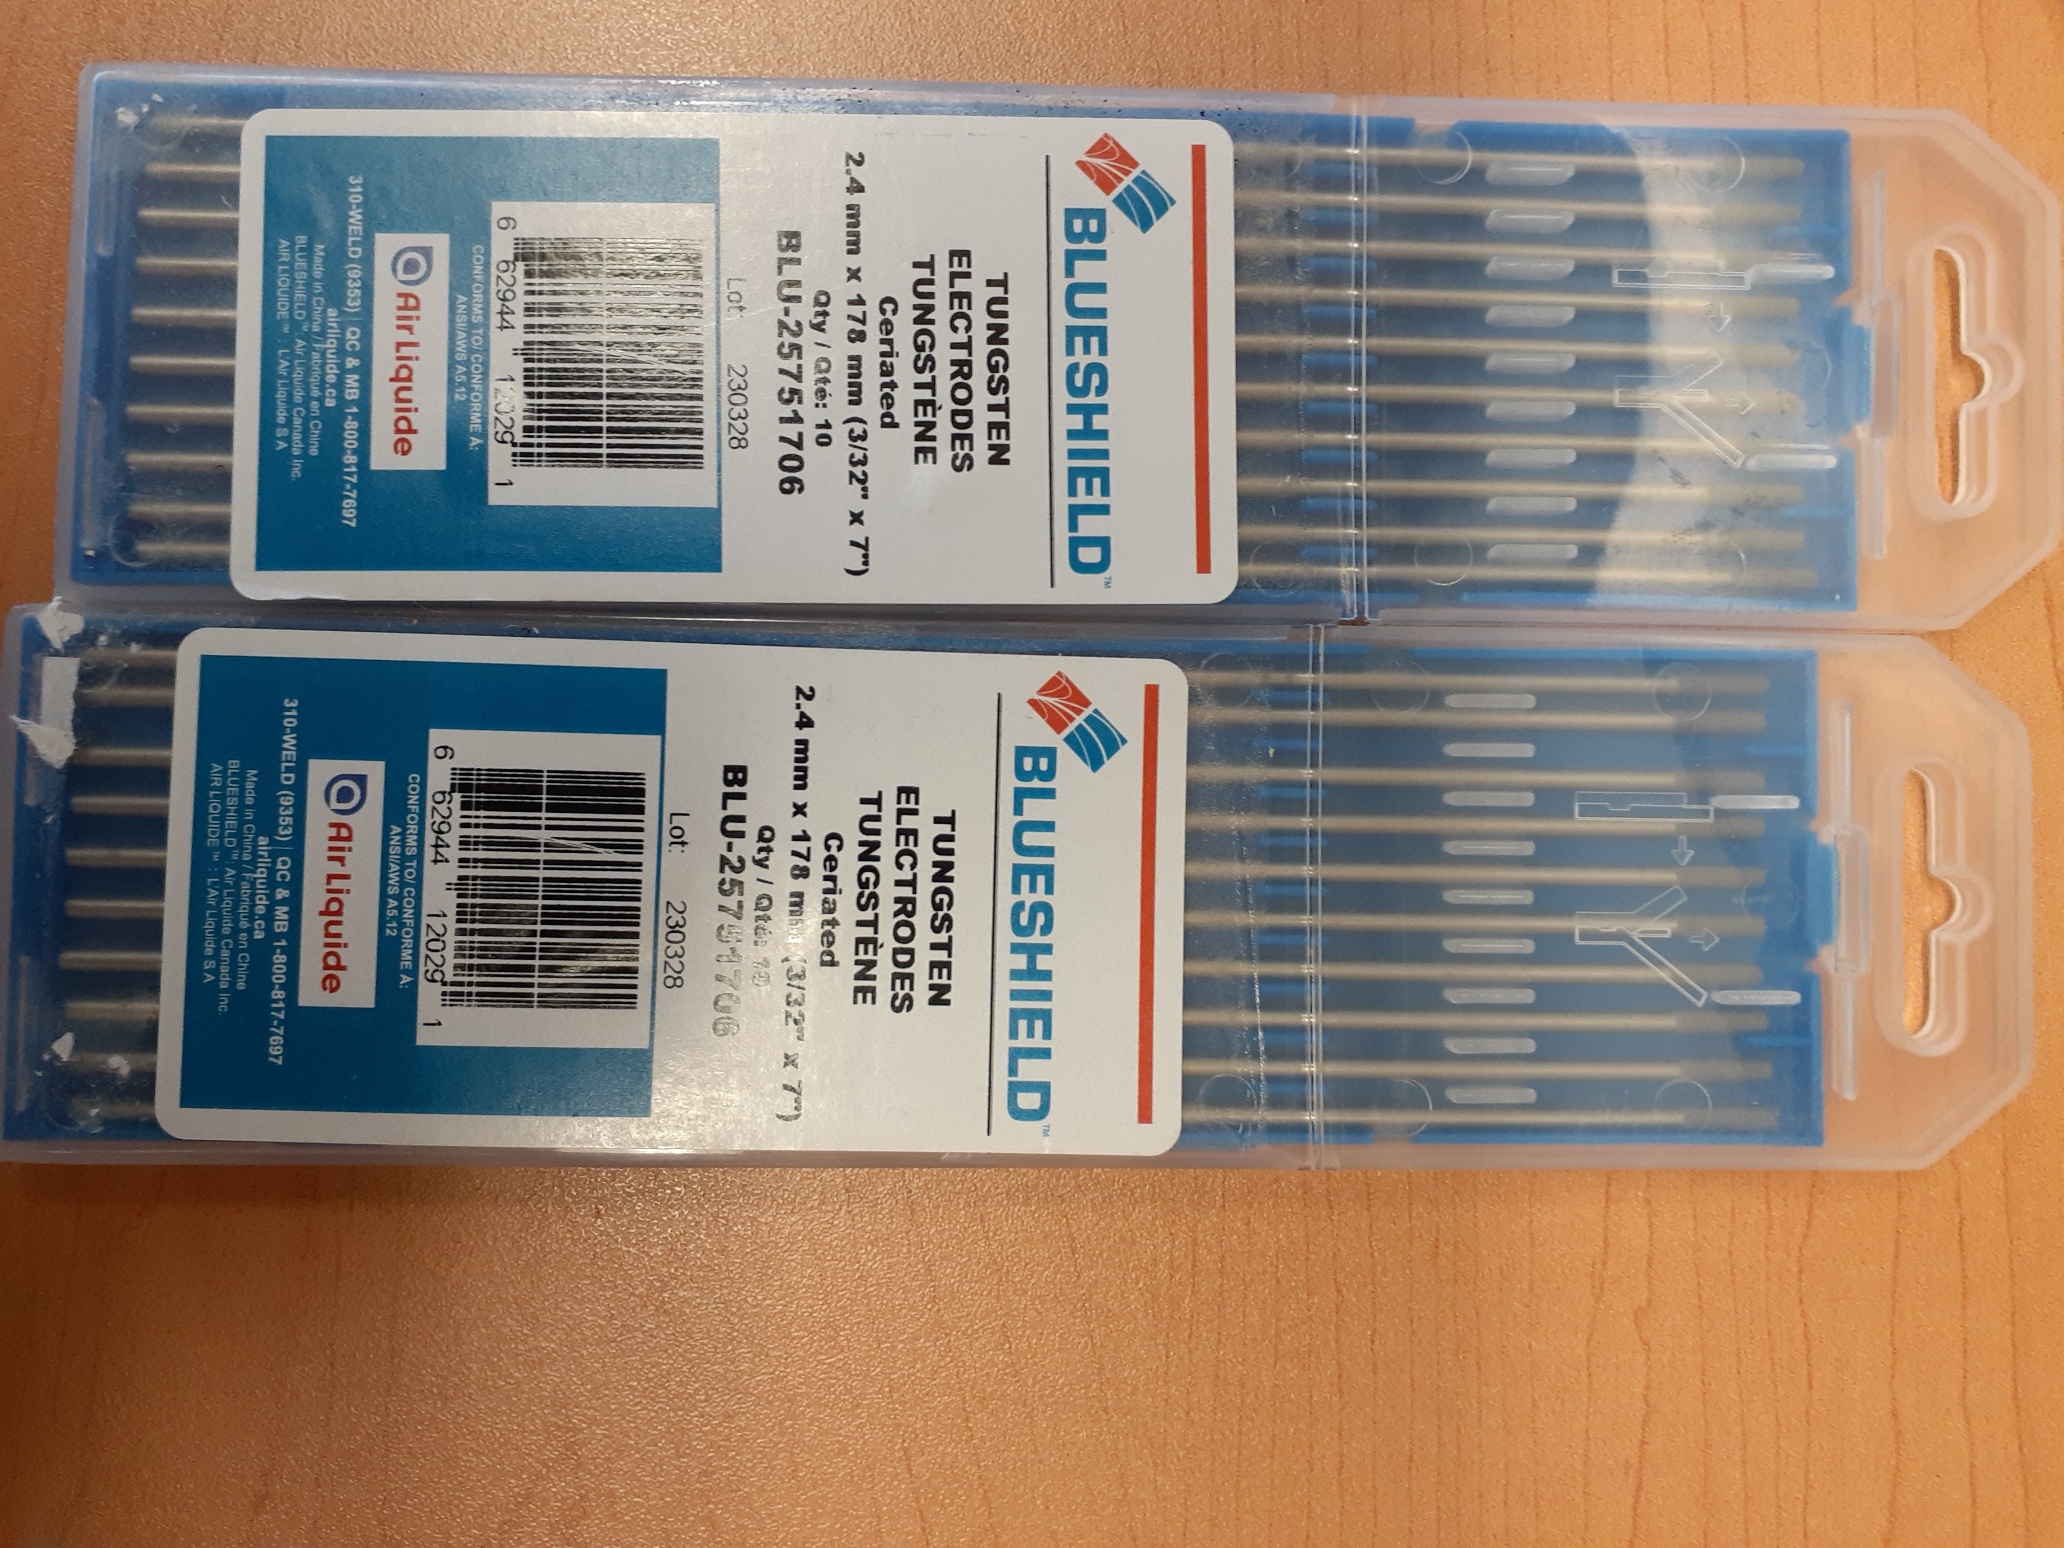 BLUESHIELD™
TUNGSTEN
ELECTRODES
TUNGSTÈNE
Ceriated
2.4 mm x 178 mm (3/32" x 7")
Qty / Qté: 10
BLU-25751706
Lot: 230328
6 62944 12029 1
CONFORMS TO/ CONFORME À:
ANSI/AWS A5.12
Air Liquide
310-WELD (9353) | QC & MB 1-800-817-7697
airliquide.ca
Made in China / Fabriqué en Chine
BLUESHIELD™: Air Liquide Canada Inc.
AIR LIQUIDE™ : L'Air Liquide S A
BLUESHIELD™
TUNGSTEN
ELECTRODES
TUNGSTÈNE
Ceriated
2.4 mm x 178 mm (3/32" x 7")
Qty / Qté: 10
BLU-25751706
Lot: 230328
6 62944 12029 1
CONFORMS TO/ CONFORME À:
ANSI/AWS A5.12
Air Liquide
310-WELD (9353) | QC & MB 1-800-817-7697
airliquide.ca
Made in China / Fabriqué en Chine
BLUESHIELD™: Air Liquide Canada Inc.
AIR LIQUIDE™ : L'Air Liquide S A